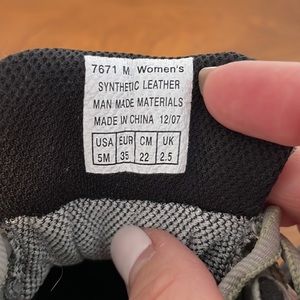 7671 M Women's
SYNTHETIC LEATHER
MAN MADE MATERIALS
MADE IN CHINA 12/07
USA EUR CM UK
5M 35 22 2.5